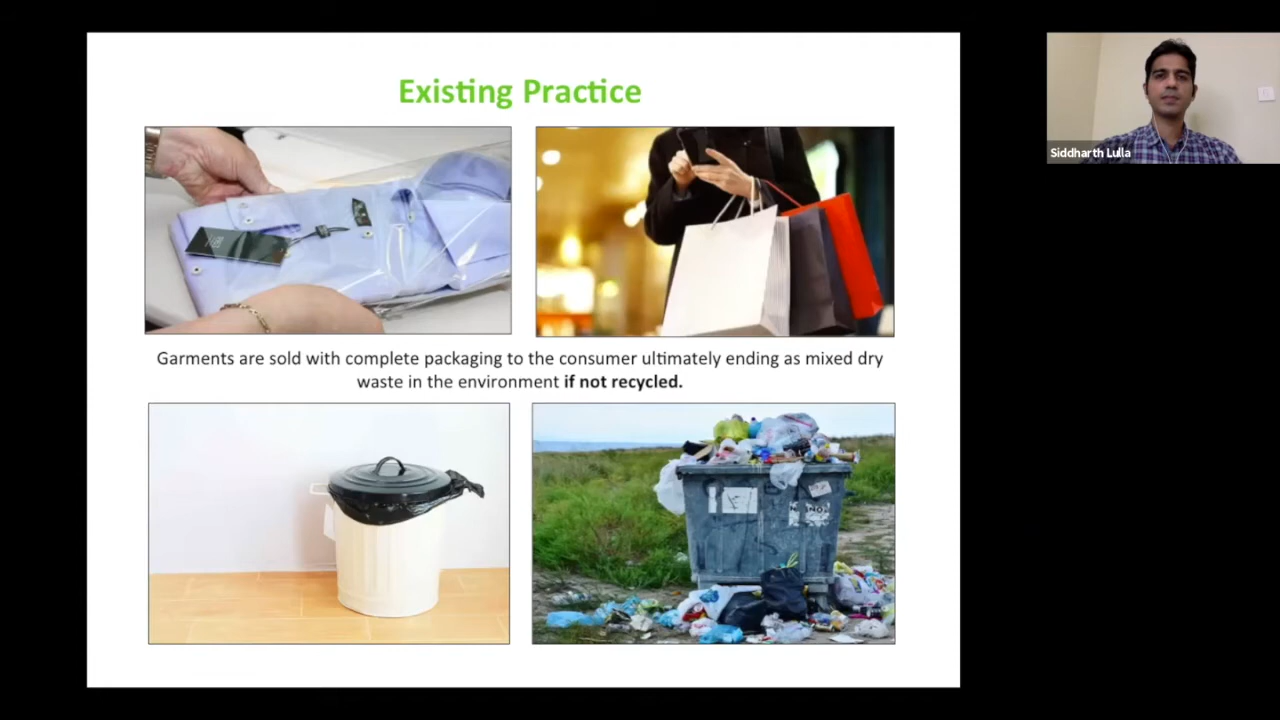 Existing Practice
Siddharth Lulla
Garments are sold with complete packaging to the consumer ultimately ending as mixed dry
waste in the environment if not recycled.